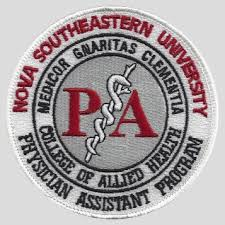 NOVA SOUTHEASTERN UNIVERSITY
MEDICOR GNARITAS CLEMENTIA
PA
COLLEGE OF ALLIED HEALTH
PHYSICIAN ASSISTANT PROGRAM